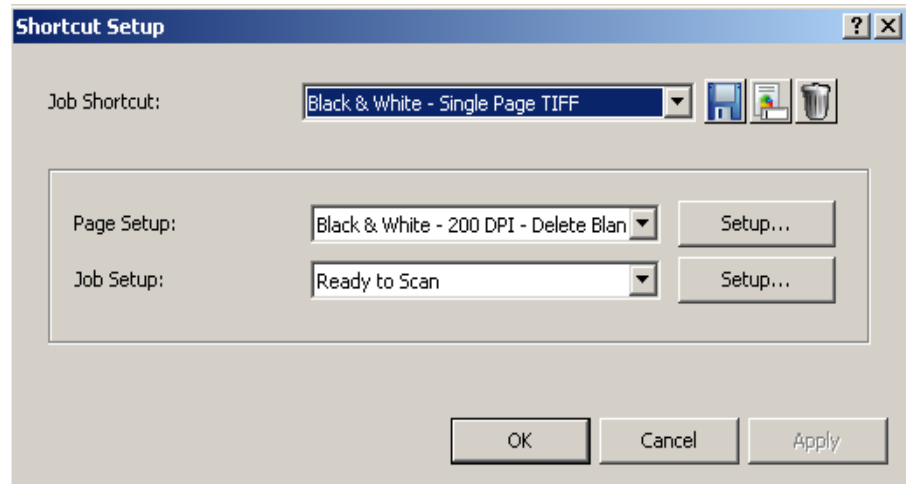 Shortcut Setup
Job Shortcut: Black & White - Single Page TIFF
Page Setup: Black & White - 200 DPI - Delete Blan Setup...
Job Setup: Ready to Scan Setup...
OK Cancel Apply